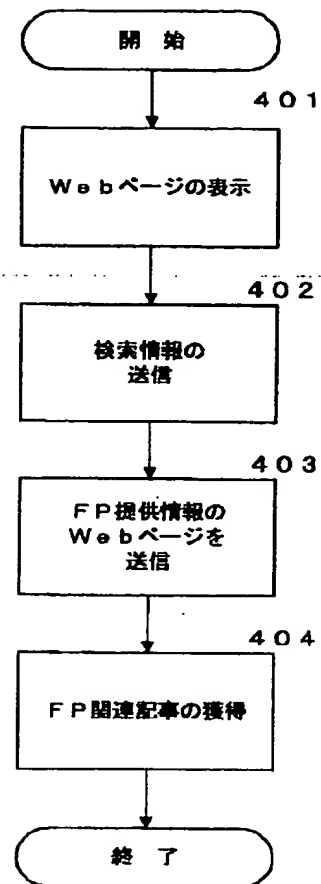 開 始
401
Webページの表示
402
検索情報の
送信
403
FP提供情報の
Webページを
送信
404
FP関連記事の獲得
終 了